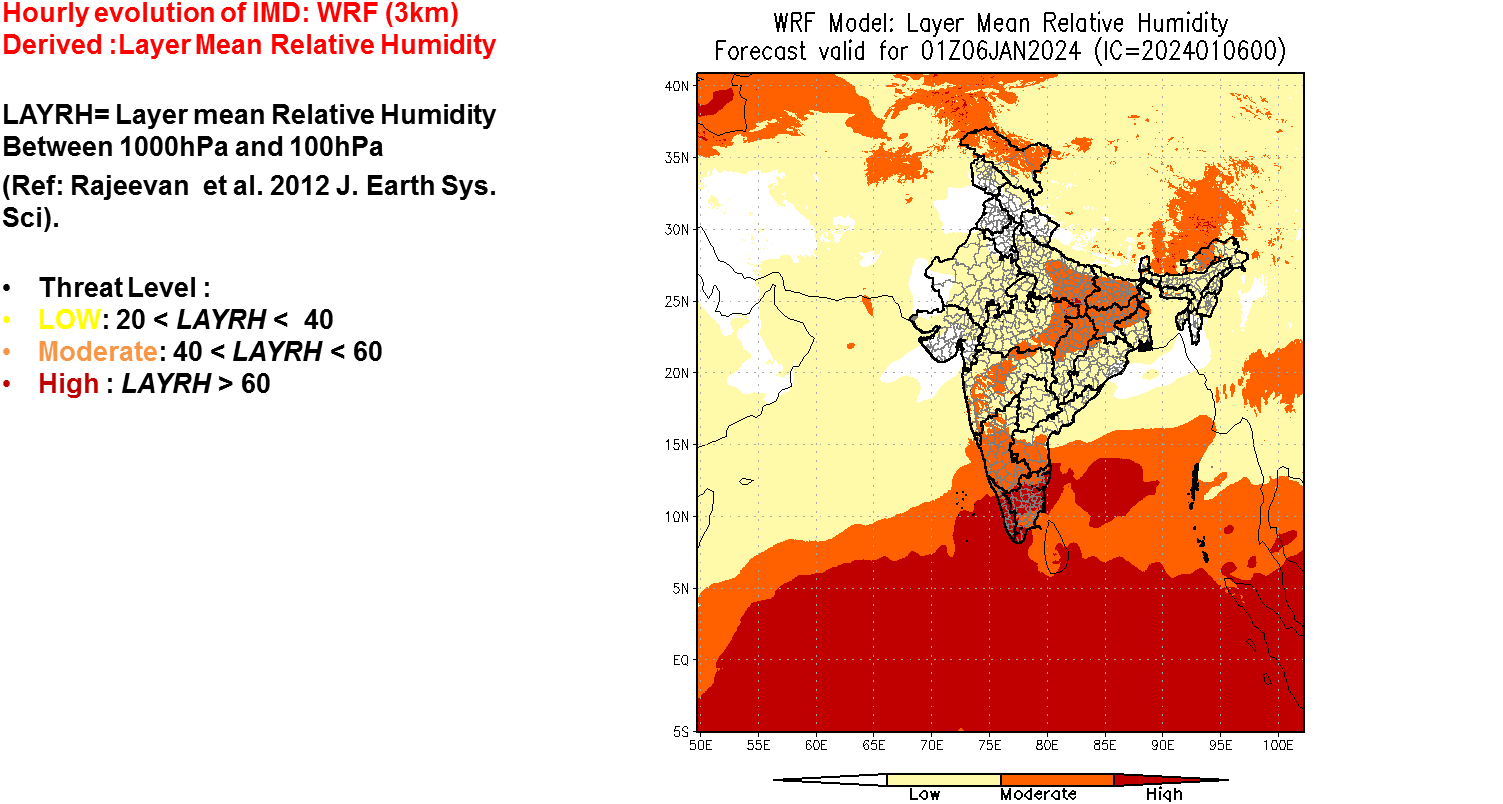 Hourly evolution of IMD: WRF (3km)
Derived :Layer Mean Relative Humidity
LAYRH= Layer mean Relative Humidity
Between 1000hPa and 100hPa
(Ref: Rajeevan et al. 2012 J. Earth Sys.
Sci).
• Threat Level :
• LOW: 20 < LAYRH < 40
• Moderate: 40 < LAYRH < 60
• High : LAYRH > 60
WRF Model: Layer Mean Relative Humidity
Forecast valid for 01Z06JAN2024 (IC=2024010600)
40N
35N
30N
25N
20N
15N
10N
5N
EQ
5S
50E 55E 60E 65E 70E 75E 80E 85E 90E 95E 100E
Low Moderate High